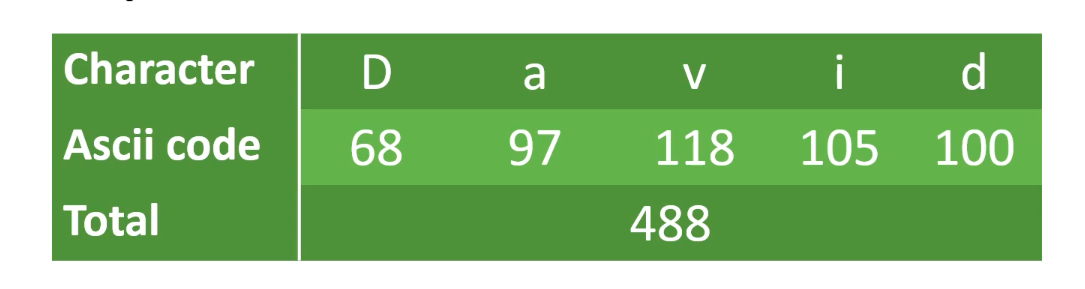 Character D a v i d
Ascii code 68 97 118 105 100
Total 488